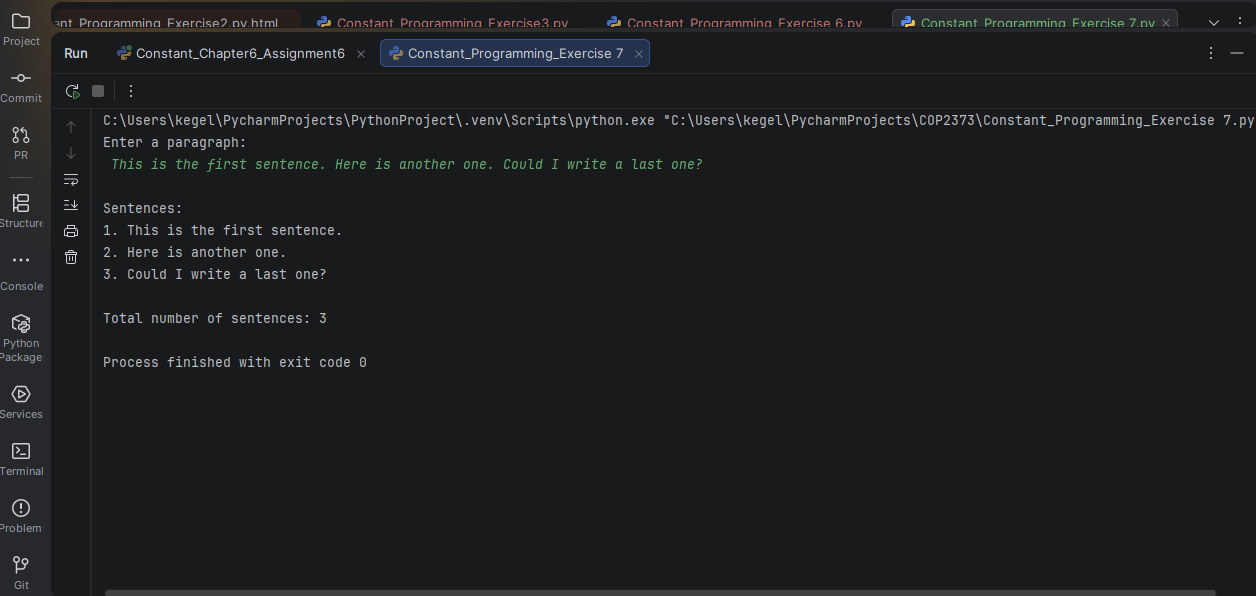 ent_Programming_Exercise2.py.html
Constant_Programming_Exercise3.py
Constant_Programming_Exercise 6.py
Constant_Programming_Exercise 7.py
Project
Run
Constant_Chapter6_Assignment6
Constant_Programming_Exercise 7
Commit
PR
Structure
Console
Python
Package
Services
Terminal
Problem
Git
C:\Users\kegel\PycharmProjects\PythonProject\.venv\Scripts\python.exe "C:\Users\kegel\PycharmProjects\COP2373\Constant_Programming_Exercise 7.py
Enter a paragraph:
This is the first sentence. Here is another one. Could I write a last one?
Sentences:
1. This is the first sentence.
2. Here is another one.
3. Could I write a last one?
Total number of sentences: 3
Process finished with exit code 0